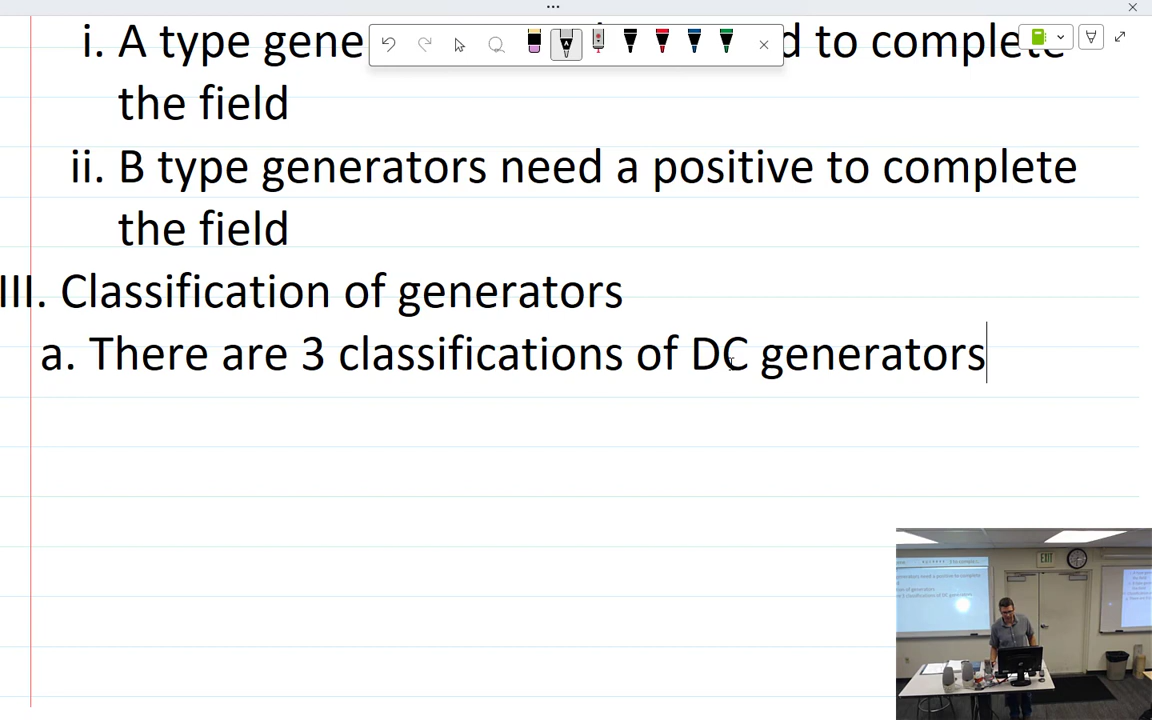 i. A type gene d to complete
the field
ii. B type generators need a positive to complete
the field
III. Classification of generators
a. There are 3 classifications of DC generators
EXIT